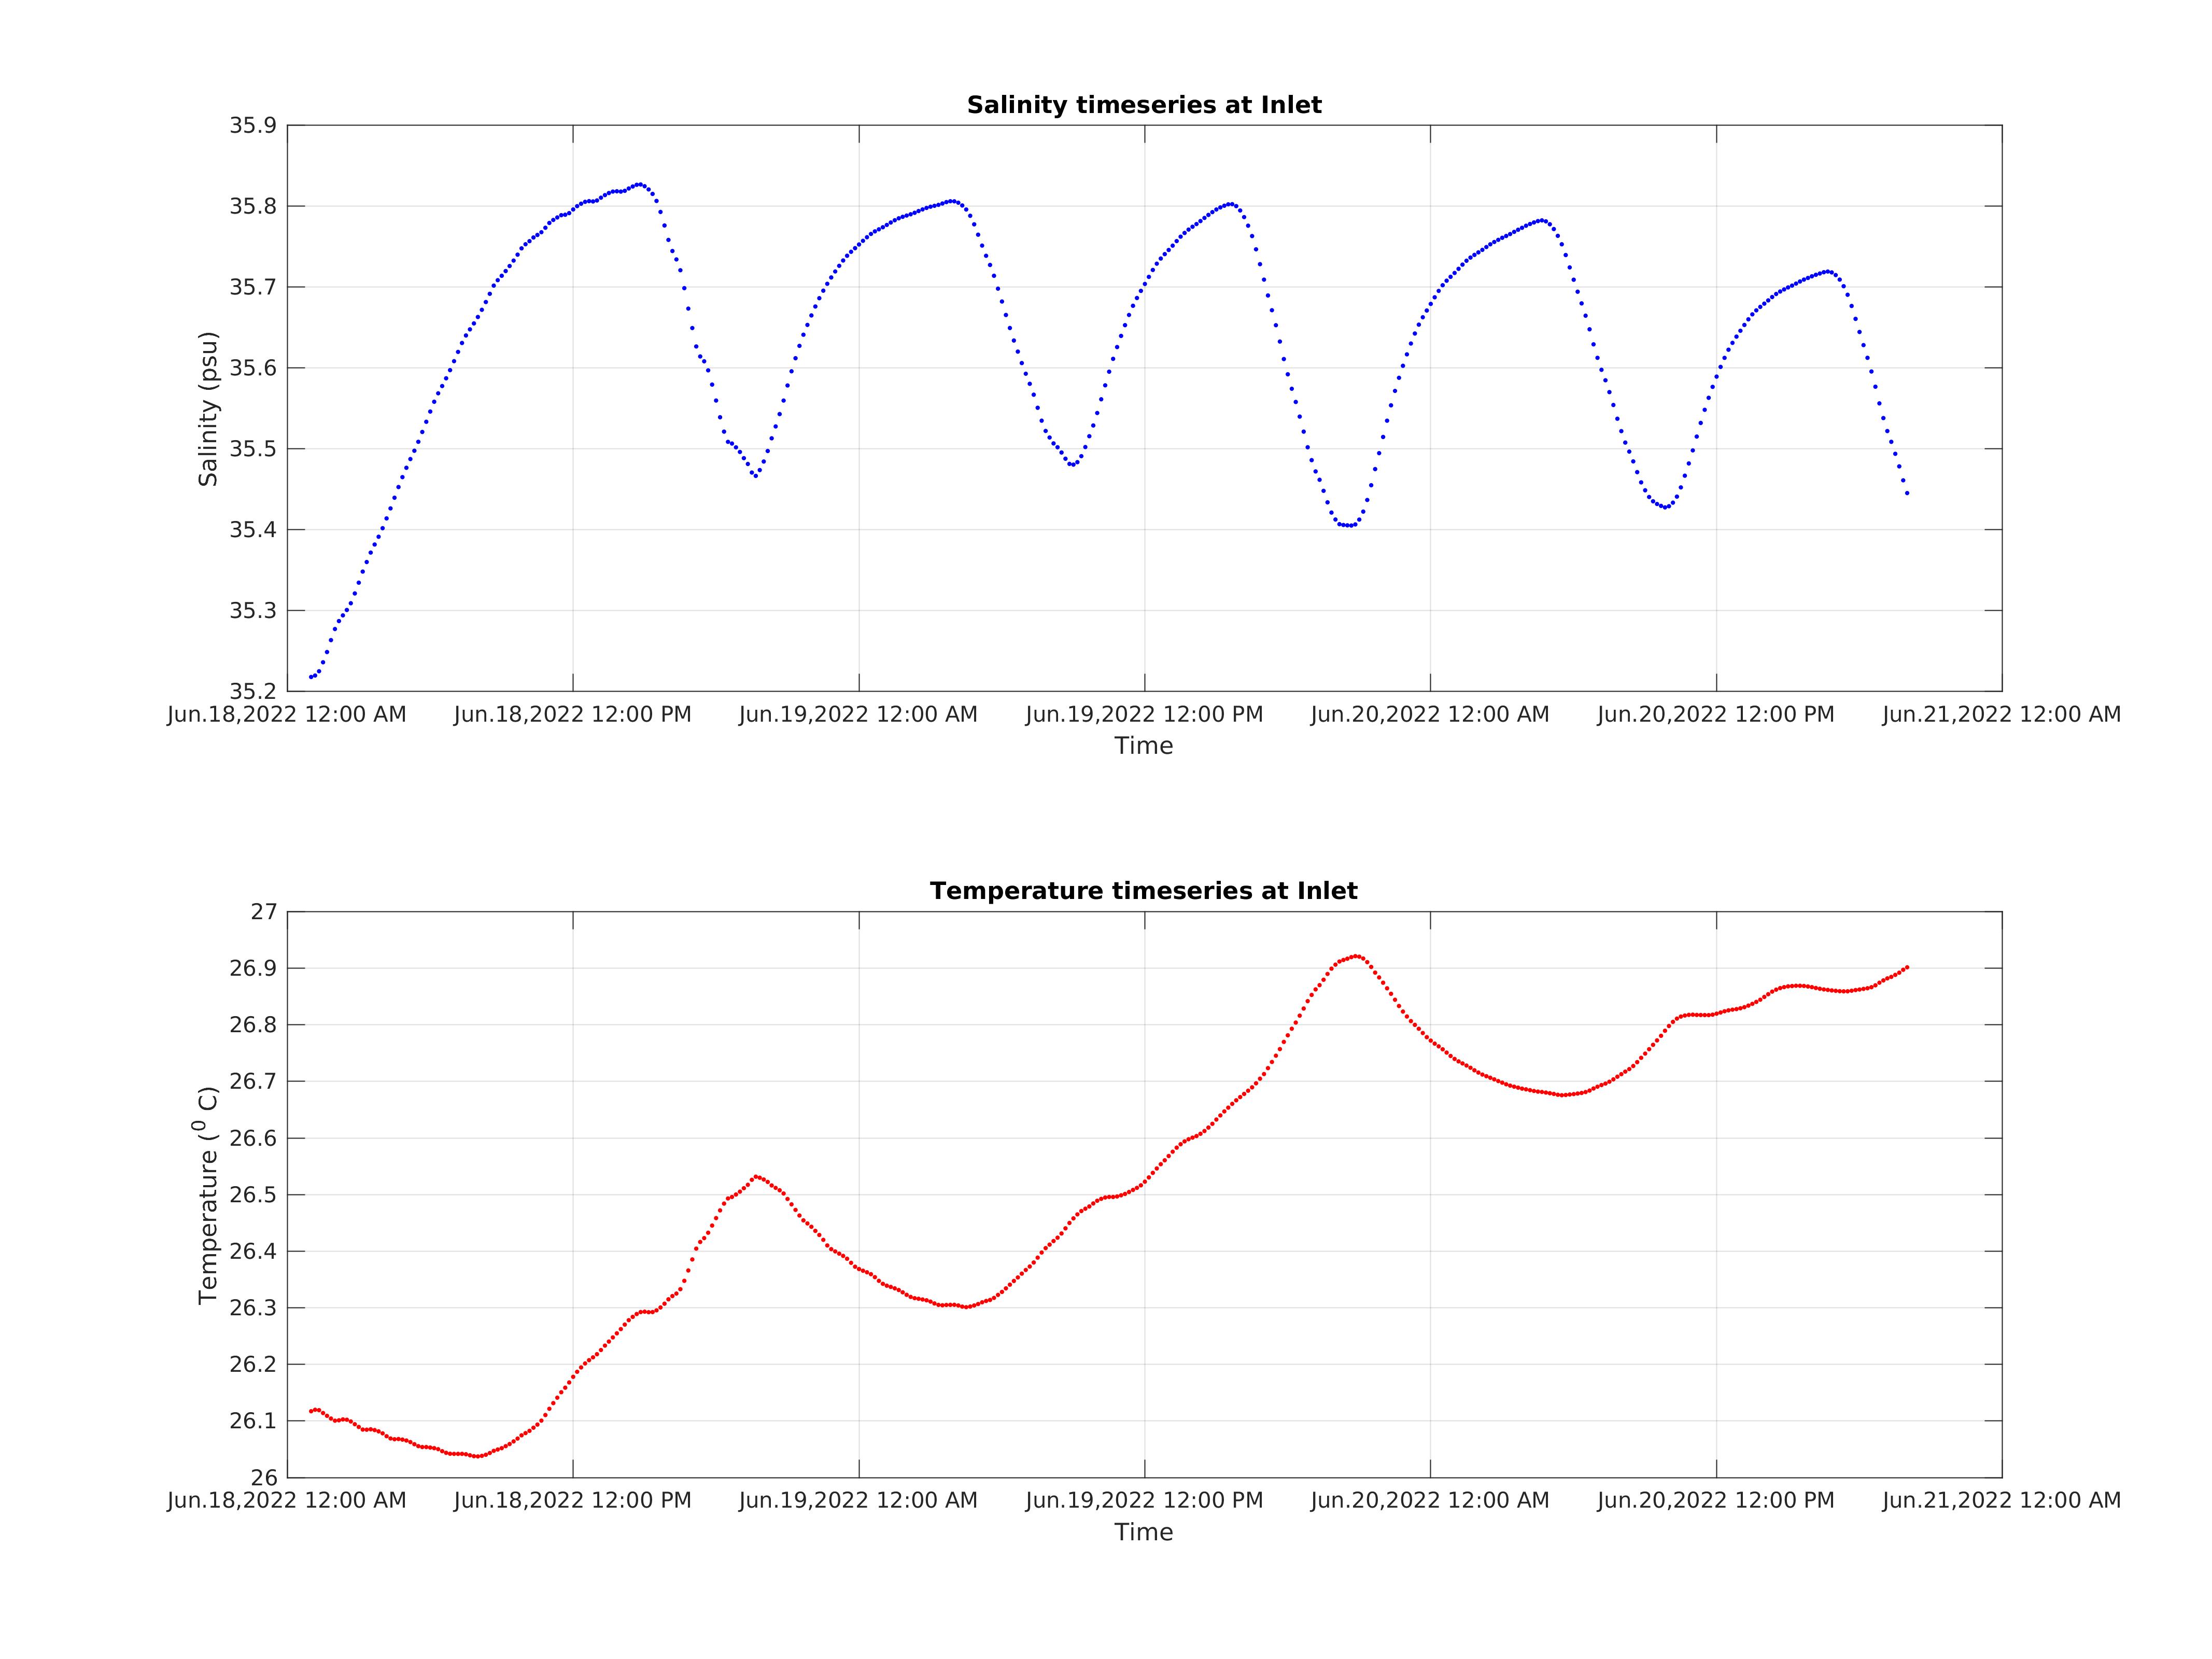 Salinity timeseries at Inlet
35.9
35.8
35.7
35.6
35.5
35.4
35.3
35.2
Salinity (psu)
Jun.18,2022 12:00 AM Jun.18,2022 12:00 PM Jun.19,2022 12:00 AM Jun.19,2022 12:00 PM Jun.20,2022 12:00 AM Jun.20,2022 12:00 PM Jun.21,2022 12:00 AM
Time
Temperature timeseries at Inlet
27
26.9
26.8
26.7
26.6
26.5
26.4
26.3
26.2
26.1
26
Temperature (⁰ C)
Jun.18,2022 12:00 AM Jun.18,2022 12:00 PM Jun.19,2022 12:00 AM Jun.19,2022 12:00 PM Jun.20,2022 12:00 AM Jun.20,2022 12:00 PM Jun.21,2022 12:00 AM
Time